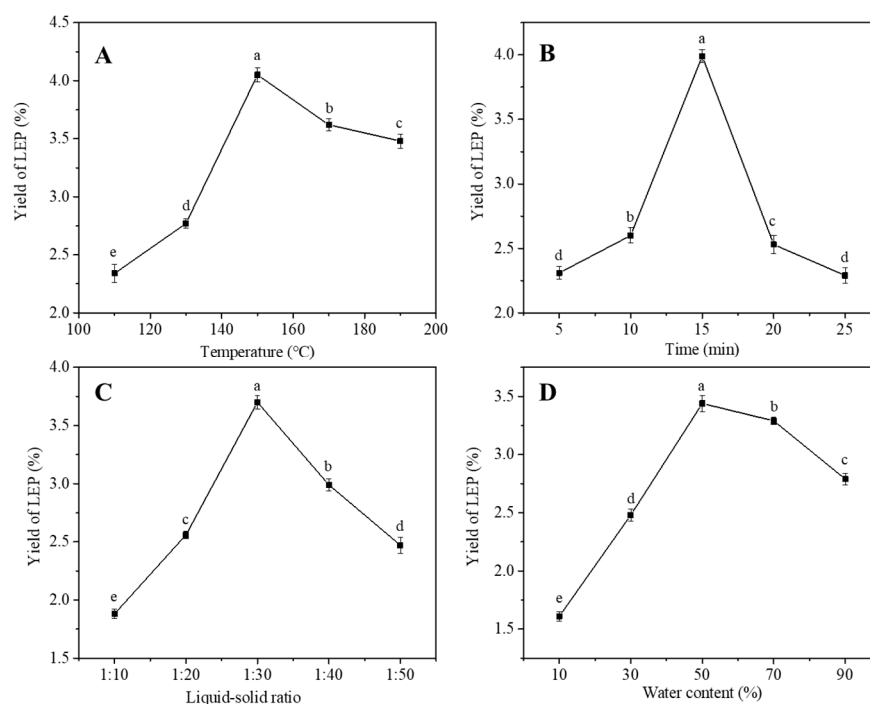 A
4.5
4.0
3.5
3.0
2.5
2.0
Yield of LEP (%)
e
d
a
b
c
100 120 140 160 180 200
Temperature (°C)
B
4.0
3.5
3.0
2.5
2.0
Yield of LEP (%)
d
b
a
c
d
5 10 15 20 25
Time (min)
C
4.0
3.5
3.0
2.5
2.0
1.5
Yield of LEP (%)
e
c
a
b
d
1:10 1:20 1:30 1:40 1:50
Liquid-solid ratio
D
3.5
3.0
2.5
2.0
1.5
Yield of LEP (%)
e
d
a
b
c
10 30 50 70 90
Water content (%)